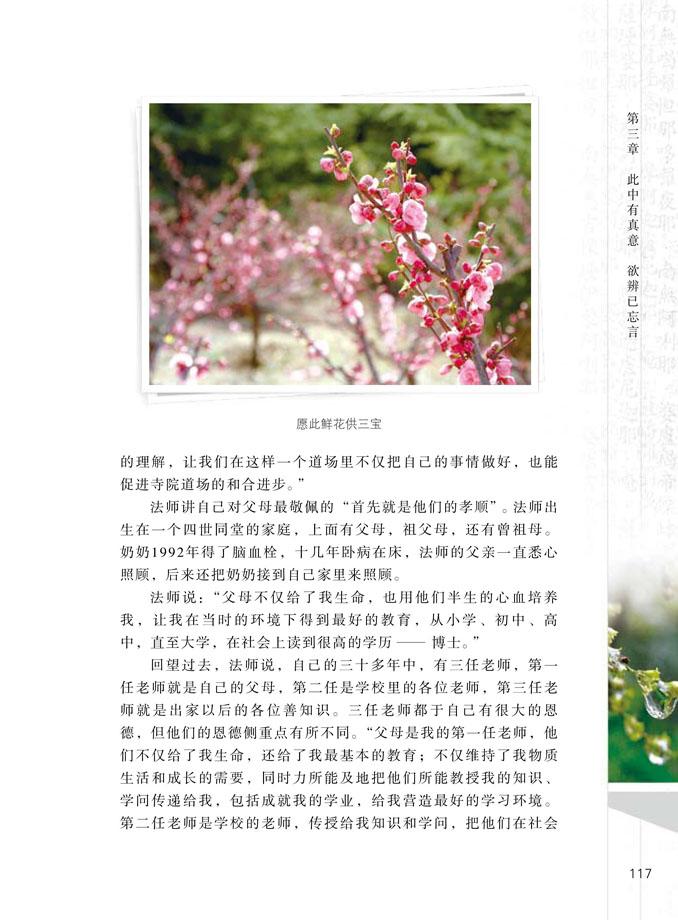 第三章 此中有真意 欲辨已忘言
愿此鲜花供三宝
的理解，让我们在这样一个道场里不仅把自己的事情做好，也能
促进寺院道场的和合进步。”
法师讲自己对父母最敬佩的“首先就是他们的孝顺”。法师出
生在一个四世同堂的家庭，上面有父母，祖父母，还有曾祖母。
奶奶1992年得了脑血栓，十几年卧病在床，法师的父亲一直悉心
照顾，后来还把奶奶接到自己家里来照顾。
法师说：“父母不仅给了我生命，也用他们半生的心血培养
我，让我在当时的环境下得到最好的教育，从小学、初中、高
中，直至大学，在社会上读到很高的学历 —— 博士。”
回望过去，法师说，自己的三十多年中，有三任老师，第一
任老师就是自己的父母，第二任是学校里的各位老师，第三任老
师就是出家以后的各位善知识。三任老师都于自己有很大的恩
德，但他们的恩德侧重点有所不同。“父母是我的第一任老师，他
们不仅给了我生命，还给了我最基本的教育；不仅维持了我物质
生活和成长的需要，同时力所能及地把他们所能教授我的知识、
学问传递给我，包括成就我的学业，给我营造最好的学习环境。
第二任老师是学校的老师，传授给我知识和学问，把他们在社会
117